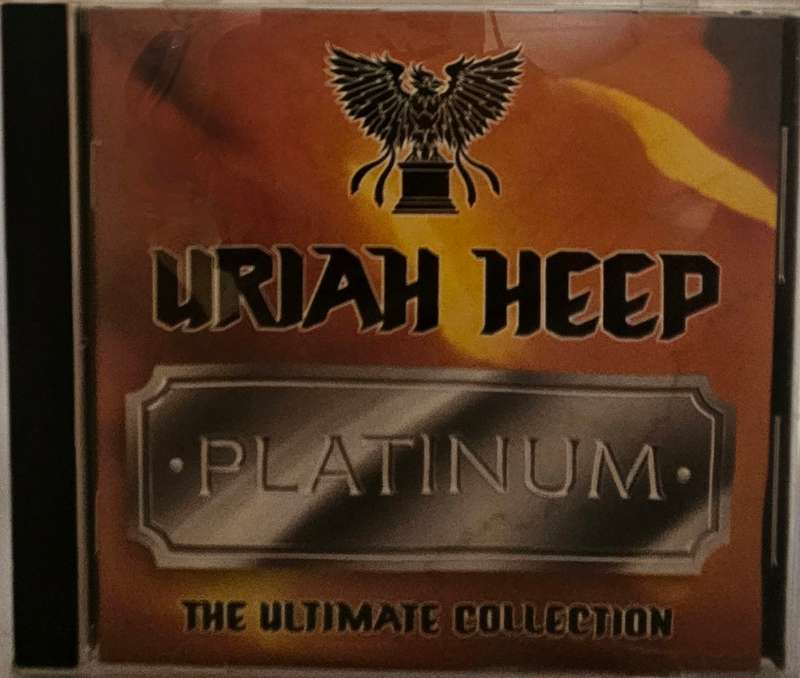 URIAH HEEP
· PLATINUM ·
THE ULTIMATE COLLECTION